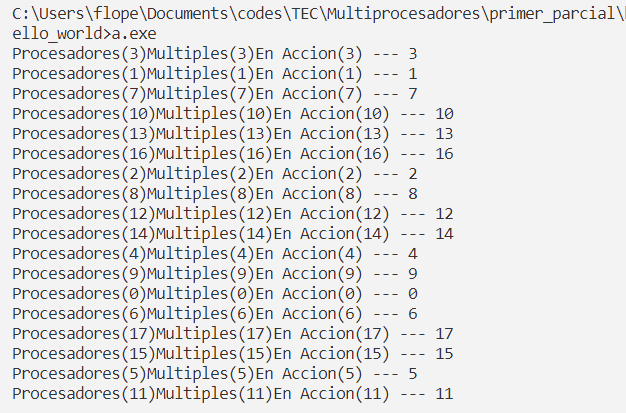 C:\Users\flope\Documents\codes\TEC\Multiprocesadores\primer_parcial\
ello_world>a.exe
Procesadores(3)Multiples(3)En Accion(3) --- 3
Procesadores(1)Multiples(1)En Accion(1) --- 1
Procesadores(7)Multiples(7)En Accion(7) --- 7
Procesadores(10)Multiples(10)En Accion(10) --- 10
Procesadores(13)Multiples(13)En Accion(13) --- 13
Procesadores(16)Multiples(16)En Accion(16) --- 16
Procesadores(2)Multiples(2)En Accion(2) --- 2
Procesadores(8)Multiples(8)En Accion(8) --- 8
Procesadores(12)Multiples(12)En Accion(12) --- 12
Procesadores(14)Multiples(14)En Accion(14) --- 14
Procesadores(4)Multiples(4)En Accion(4) --- 4
Procesadores(9)Multiples(9)En Accion(9) --- 9
Procesadores(0)Multiples(0)En Accion(0) --- 0
Procesadores(6)Multiples(6)En Accion(6) --- 6
Procesadores(17)Multiples(17)En Accion(17) --- 17
Procesadores(15)Multiples(15)En Accion(15) --- 15
Procesadores(5)Multiples(5)En Accion(5) --- 5
Procesadores(11)Multiples(11)En Accion(11) --- 11